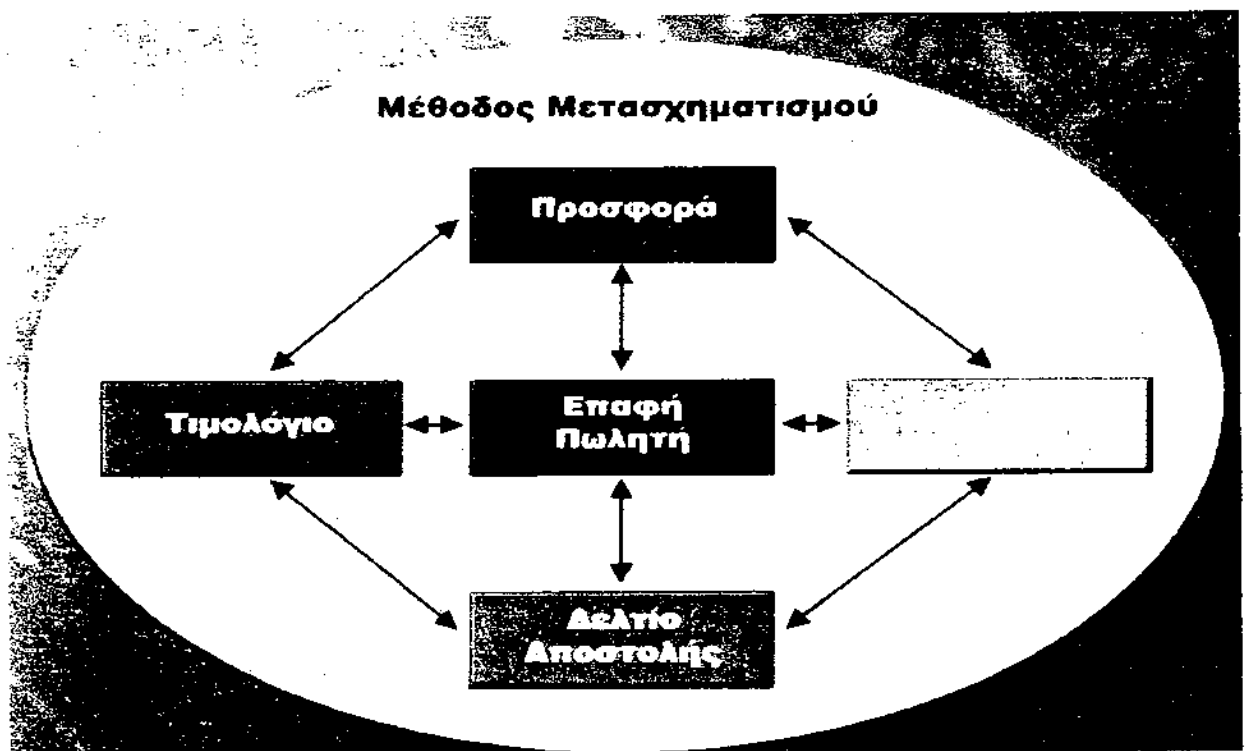 Μέθοδος Μετασχηματισμού
Προσφορά
Τιμολόγιο
Επαφή
Πωλητή
Δελτίο
Αποστολής